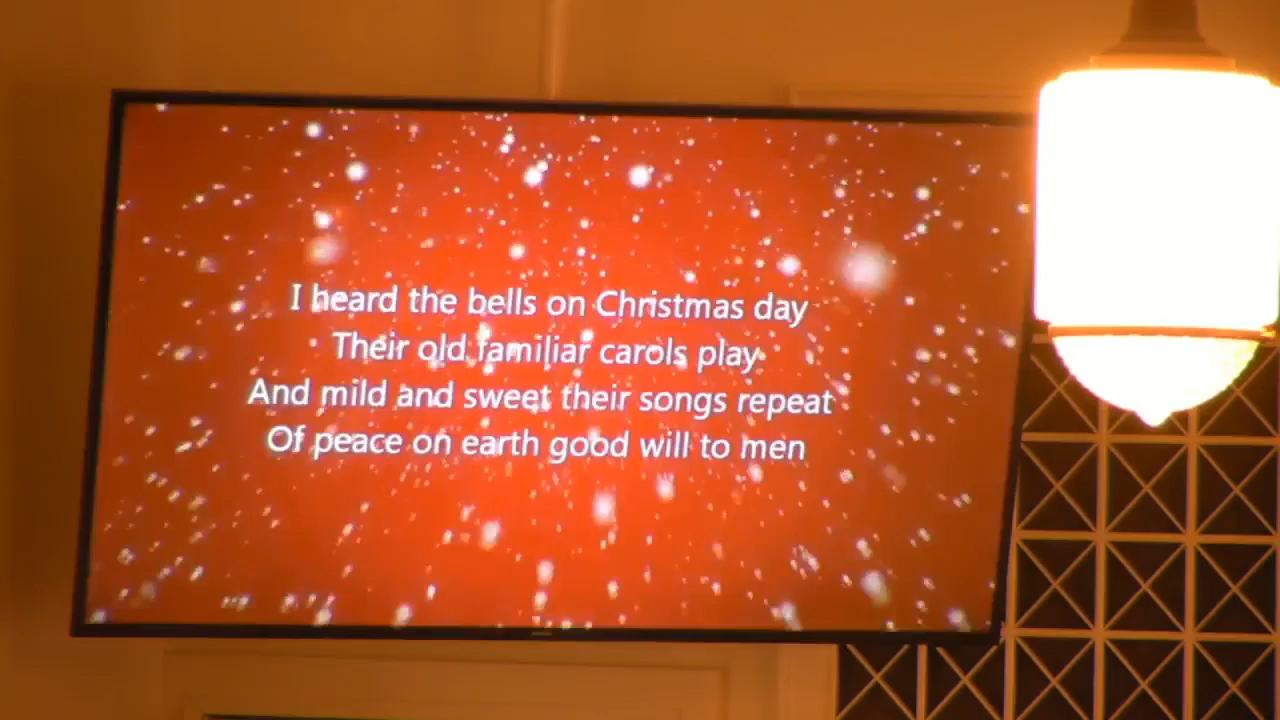 I heard the bells on Christmas day
Their old familiar carols play
And mild and sweet their songs repeat
Of peace on earth good will to men